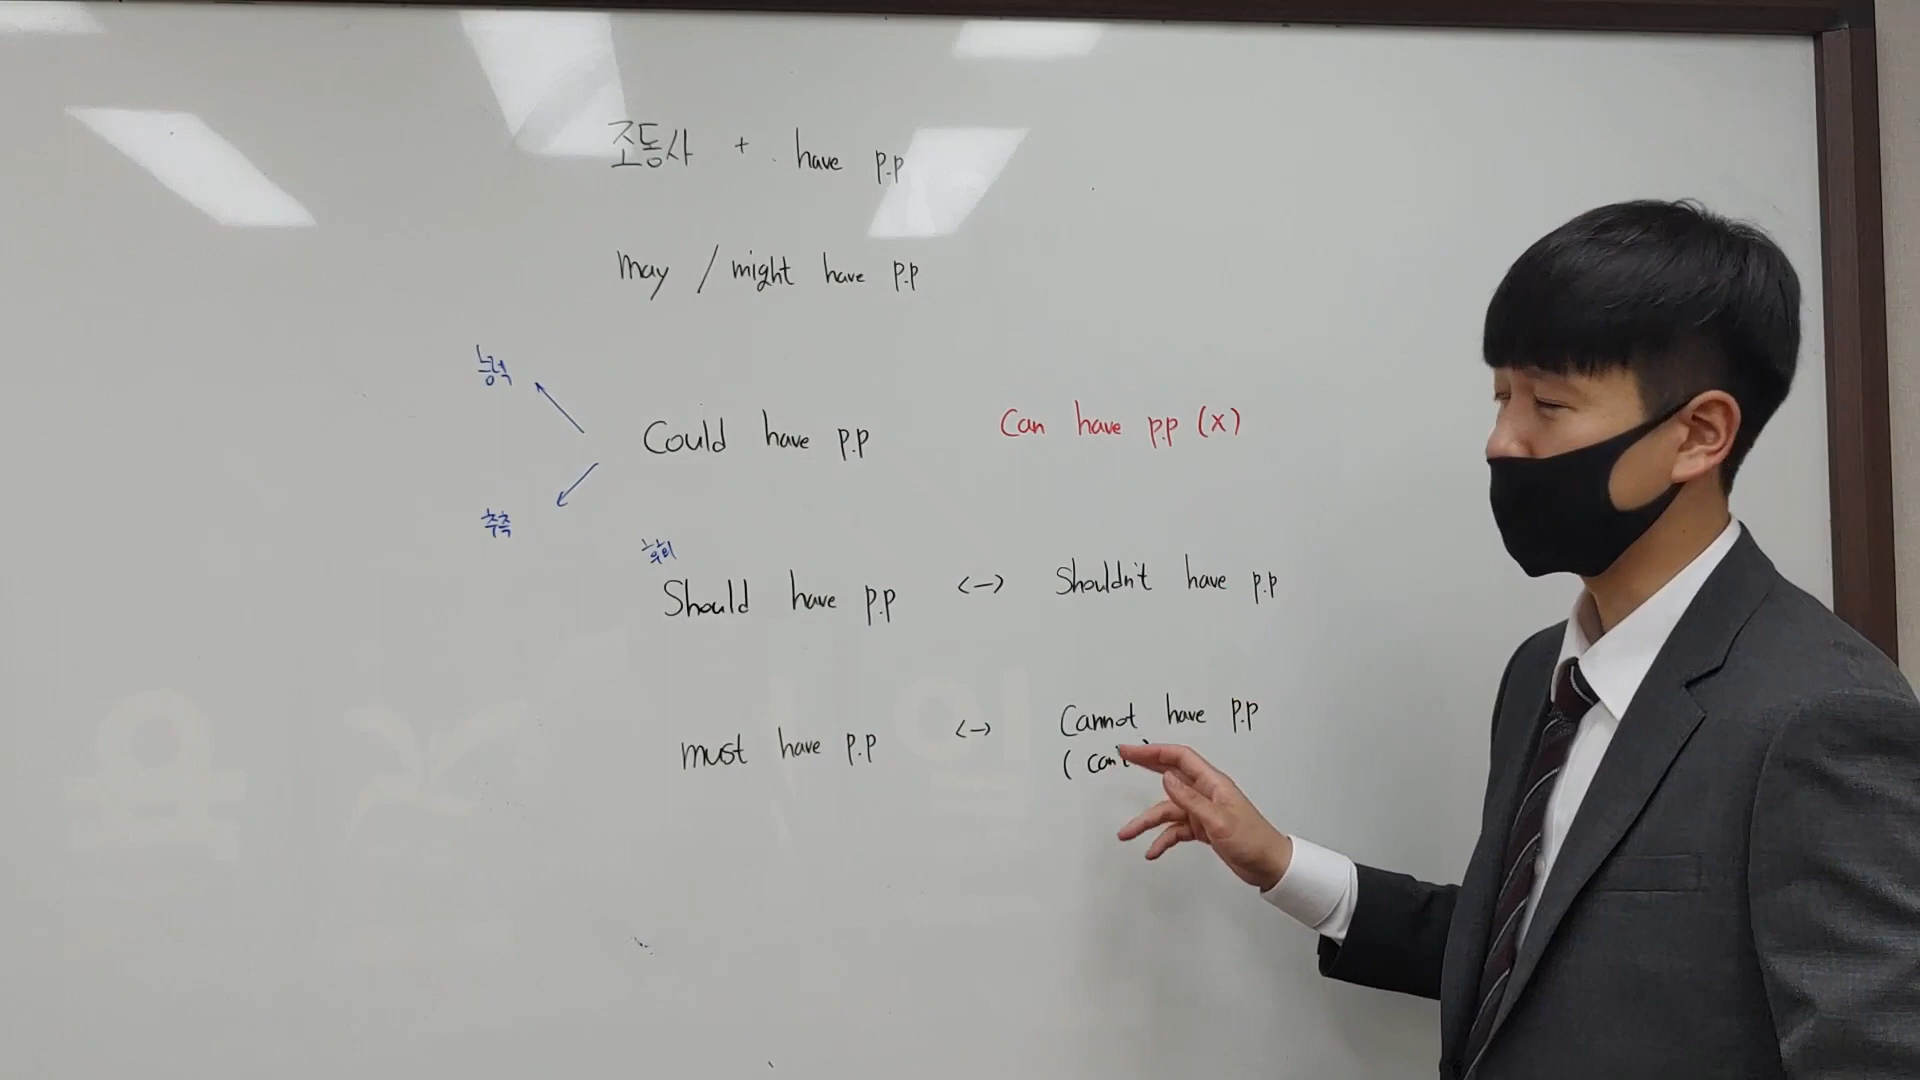 조동사 + have p.p
may / might have p.p
능력
Could have p.p Can have p.p (x)
추측
후회
Should have p.p <-> Shouldn't have p.p
must have p.p <-> Cannot have p.p
( can't